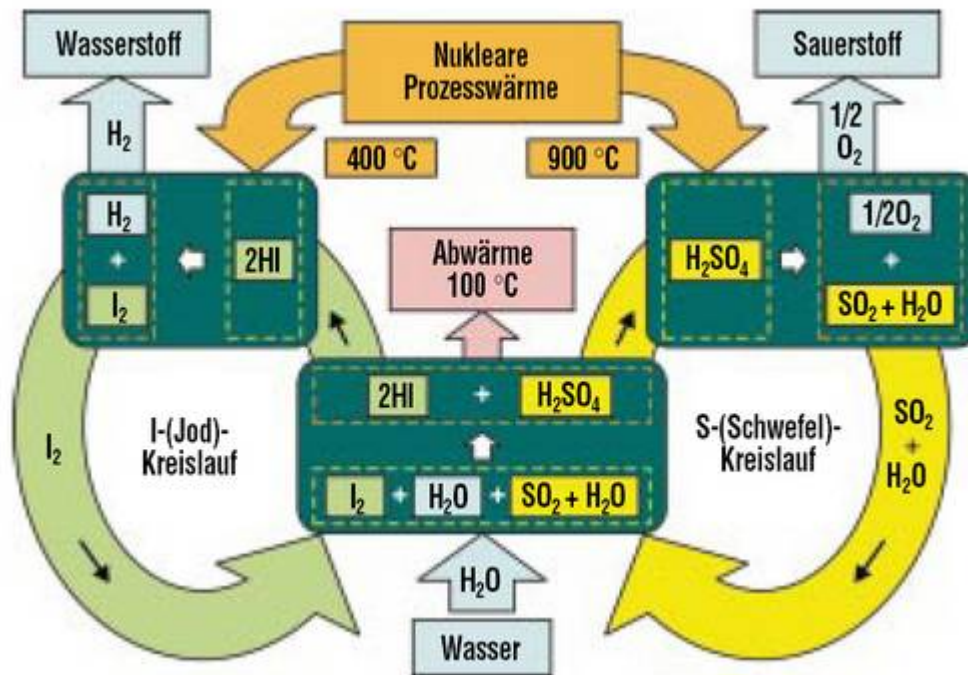 Wasserstoff
Nukleare
Prozesswärme
Sauerstoff
H₂
1/2
O₂
400 °C
900 °C
H₂
+
I₂
2HI
Abwärme
100 °C
H₂SO₄
1/2O₂
+
SO₂ + H₂O
2HI + H₂SO₄
I₂ + H₂O + SO₂ + H₂O
I₂
I-(Jod)-
Kreislauf
S-(Schwefel)-
Kreislauf
SO₂
+
H₂O
H₂O
Wasser